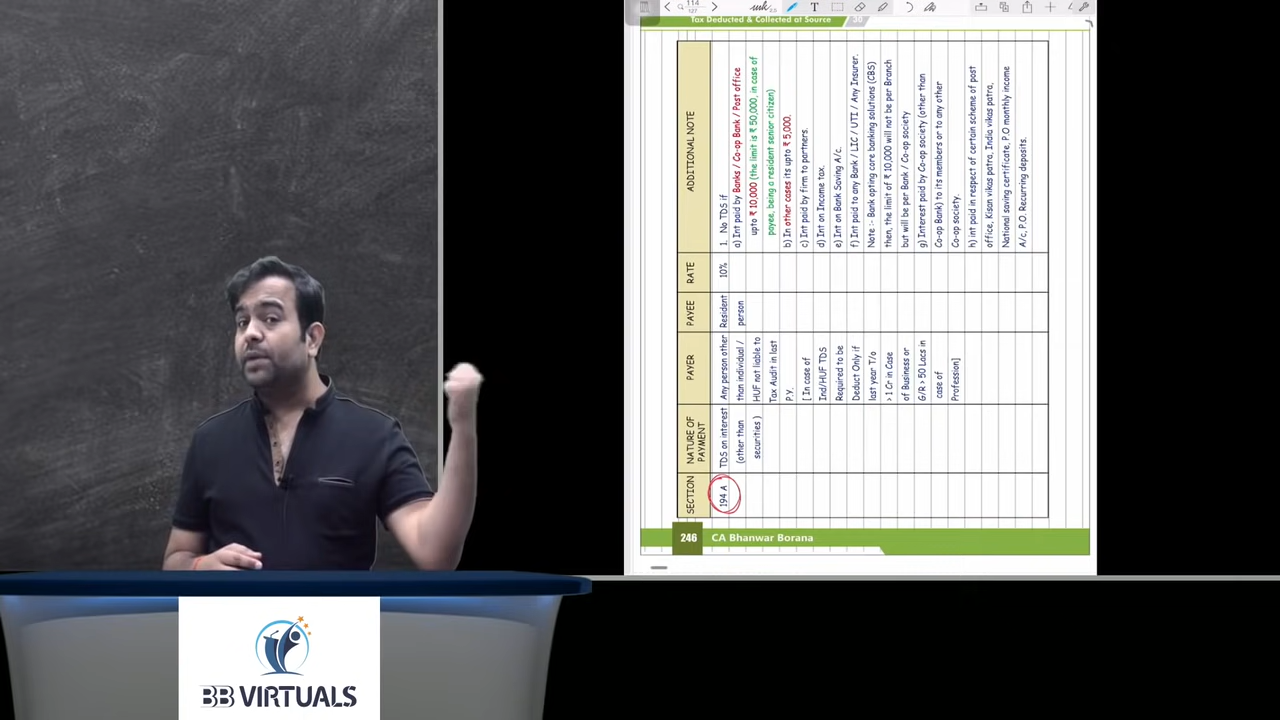 114
127
T
2.5
Tax Deducted & Collected at Source
30
SECTION
NATURE OF
PAYMENT
PAYER
PAYEE
RATE
ADDITIONAL NOTE
194 A
TDS on interest
(other than
securities )
Any person other
than individual /
HUF not liable to
Tax Audit in last
P.Y.
[ In case of
Ind/HUF TDS
Required to be
Deduct Only if
last year T/o
> 1 Cr in Case
of Business or
G/R > 50 Lacs in
case of
Profession]
Resident
person
10%
1. No TDS if
a) Int paid by Banks / Co-op Bank / Post office
upto ₹ 10,000 (the limit is ₹ 50,000, in case of
payee, being a resident senior citizen)
b) In other cases its upto ₹ 5,000.
c) Int paid by firm to partners.
d) Int on Income tax.
e) Int on Bank Saving A/c.
f) Int paid to any Bank / LIC / UTI / Any Insurer.
Note :- Bank opting core banking solutions (CBS)
then, the limit of ₹ 10,000 will not be per Branch
but will be per Bank / Co-op society
g) Interest paid by Co-op society (other than
Co-op Bank) to its members or to any other
Co-op society.
h) int paid in respect of certain scheme of post
office, Kisan vikas patra, India vikas patra,
National saving certificate, P.O monthly income
A/c, P.O. Recurring deposits.
246
CA Bhanwar Borana
BB VIRTUALS